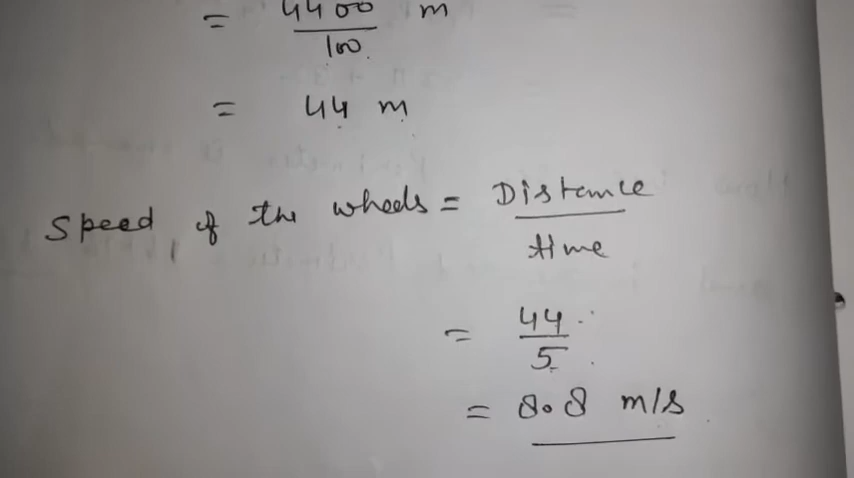 = 4400/100 m
= 44 m
Speed of the wheels = Distance/time
= 44/5
= 8.8 m/s